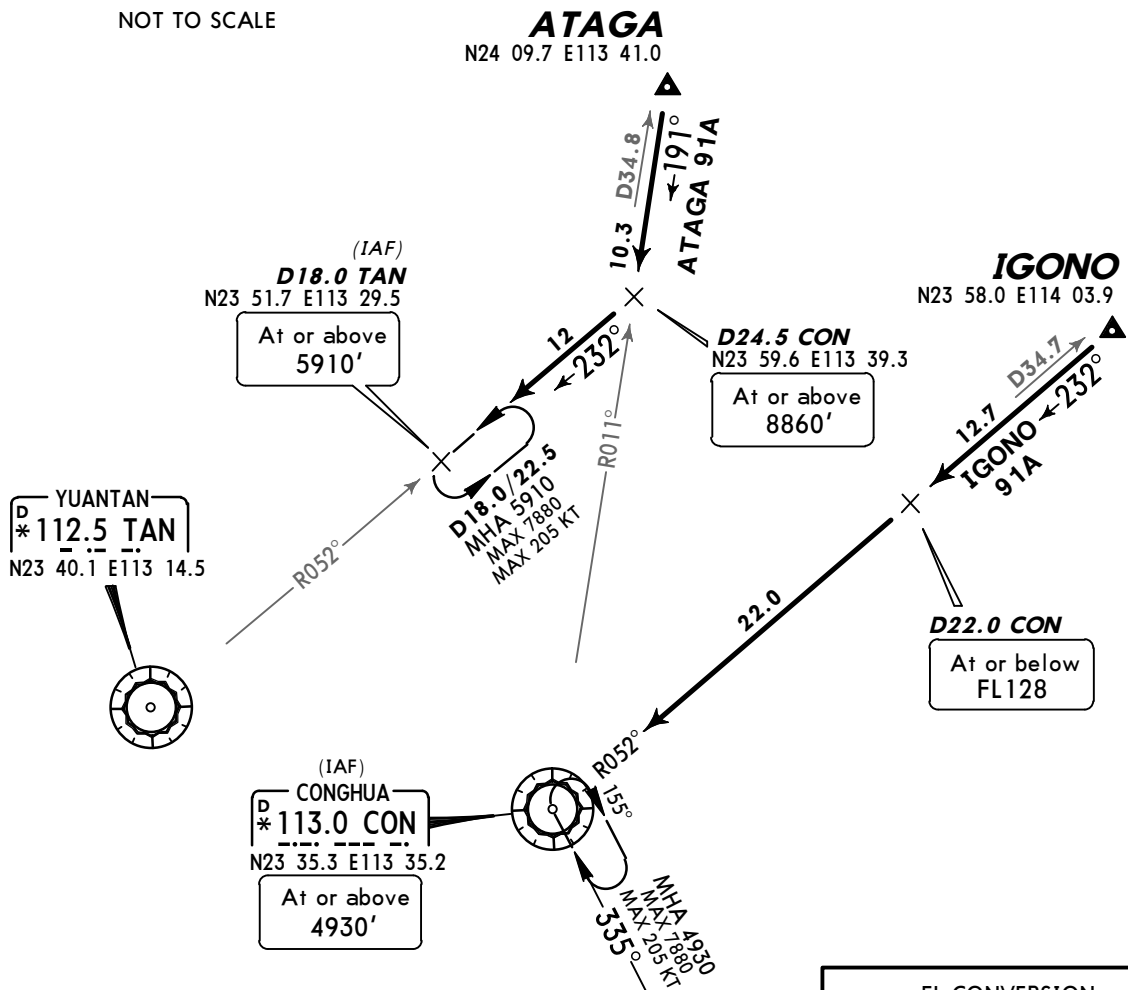 NOT TO SCALE
ATAGA
N24 09.7 E113 41.0
D34.8
←191°
ATAGA 91A
10.3
(IAF)
D18.0 TAN
N23 51.7 E113 29.5
At or above
5910'
IGONO
N23 58.0 E114 03.9
12
←232°
D24.5 CON
N23 59.6 E113 39.3
At or above
8860'
D34.7
←232°
12.7
IGONO
91A
R011°
D18.0/22.5
MHA 5910
MAX 7880
MAX 205 KT
YUANTAN
D
* 112.5 TAN
N23 40.1 E113 14.5
R052°
22.0
D22.0 CON
At or below
FL128
R052°
155°
(IAF)
CONGHUA
D
* 113.0 CON
N23 35.3 E113 35.2
At or above
4930'
335°
MHA 4930
MAX 7880
MAX 205 KT
FL CONVERSION